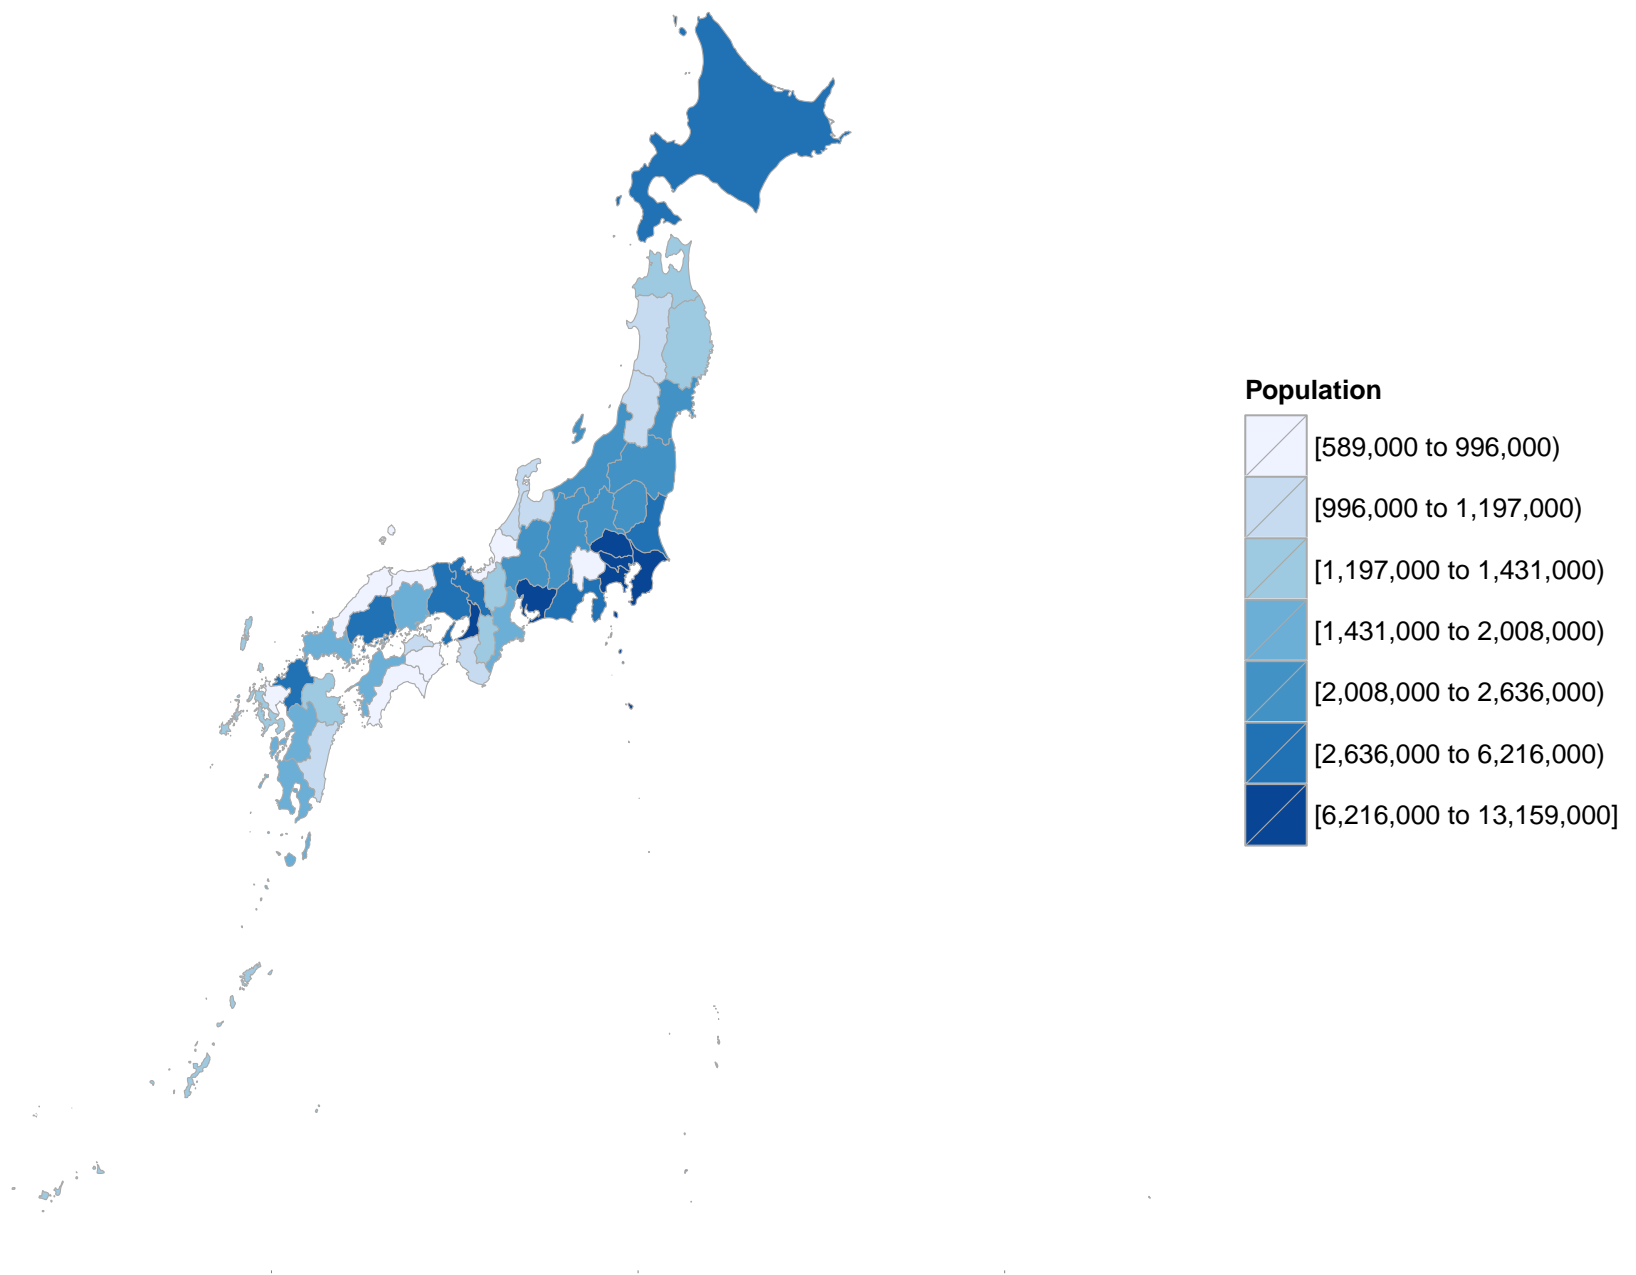 Population
[589,000 to 996,000)
[996,000 to 1,197,000)
[1,197,000 to 1,431,000)
[1,431,000 to 2,008,000)
[2,008,000 to 2,636,000)
[2,636,000 to 6,216,000)
[6,216,000 to 13,159,000]